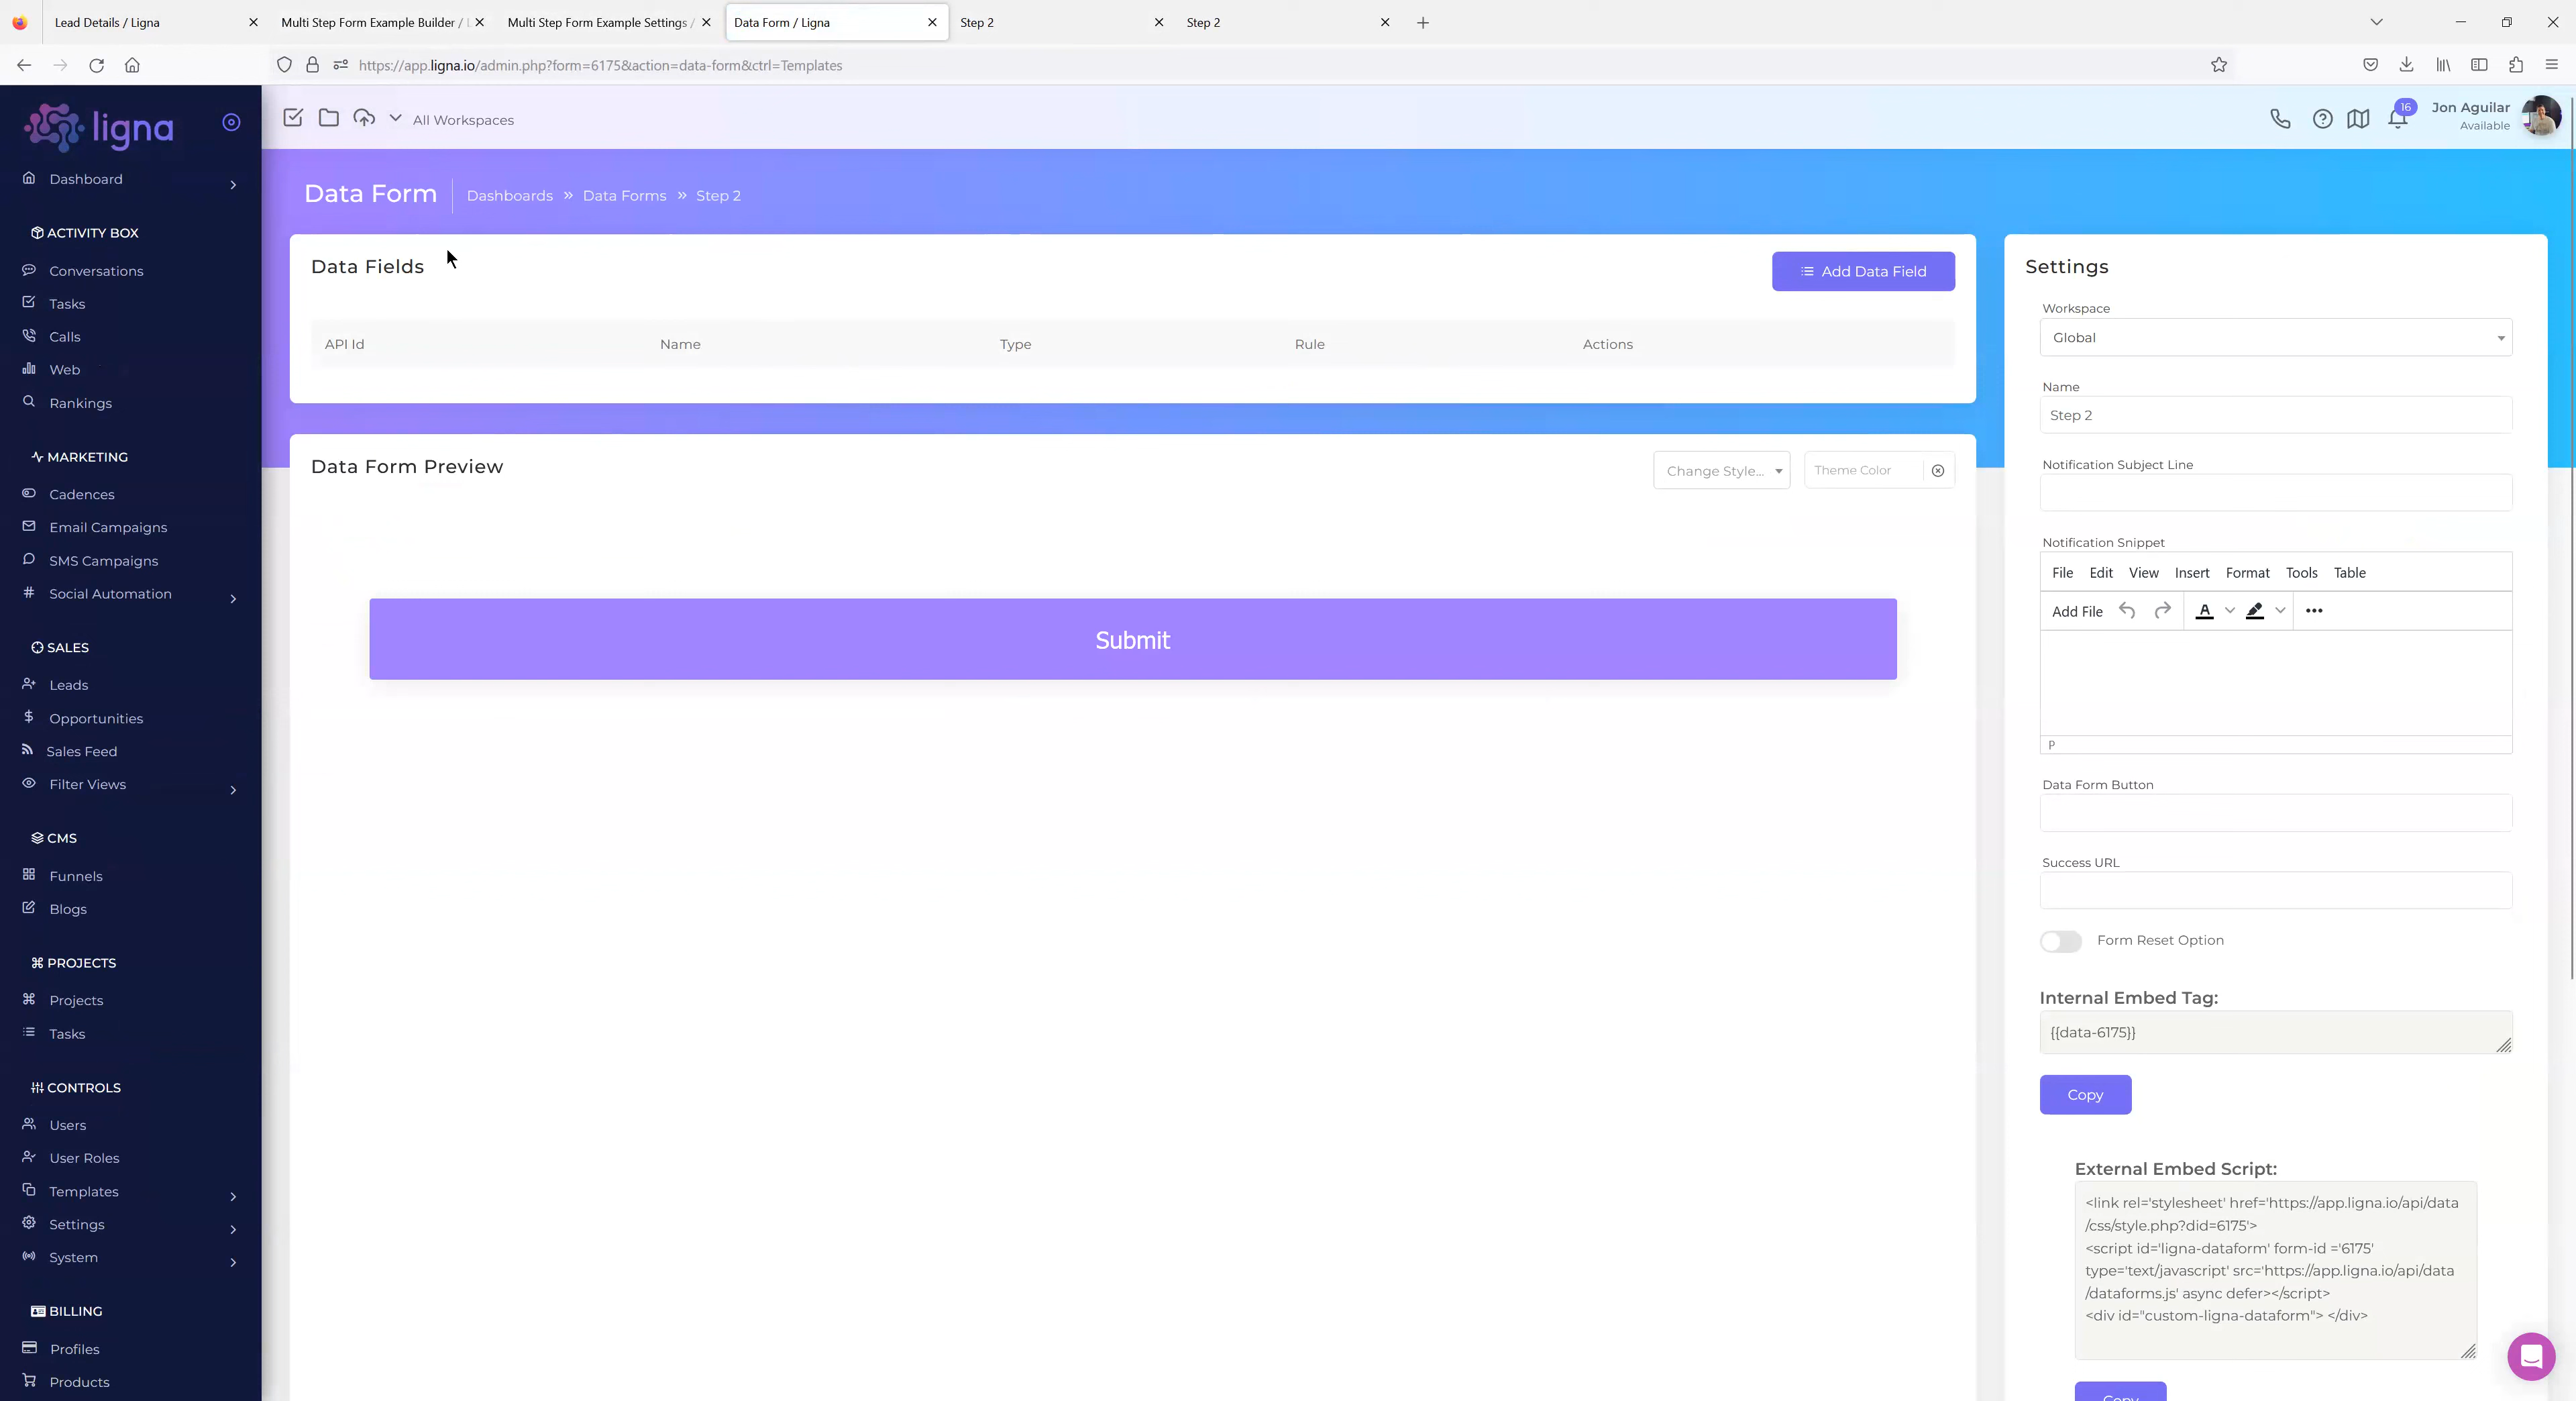 Lead Details / Ligna
Multi Step Form Example Builder / L
Multi Step Form Example Settings /
Data Form / Ligna
Step 2
Step 2
https://app.ligna.io/admin.php?form=6175&action=data-form&ctrl=Templates
ligna
All Workspaces
16
Jon Aguilar
Available
Dashboard
ACTIVITY BOX
Conversations
Tasks
Calls
Web
Rankings
MARKETING
Cadences
Email Campaigns
SMS Campaigns
Social Automation
SALES
Leads
Opportunities
Sales Feed
Filter Views
CMS
Funnels
Blogs
PROJECTS
Projects
Tasks
CONTROLS
Users
User Roles
Templates
Settings
System
BILLING
Profiles
Products
Data Form
Dashboards » Data Forms » Step 2
Data Fields
Add Data Field
API Id Name Type Rule Actions
Data Form Preview
Change Style...
Theme Color
Submit
Settings
Workspace
Global
Name
Step 2
Notification Subject Line
Notification Snippet
File Edit View Insert Format Tools Table
Add File A
P
Data Form Button
Success URL
Form Reset Option
Internal Embed Tag:
{{data-6175}}
Copy
External Embed Script:
<link rel='stylesheet' href='https://app.ligna.io/api/data
/css/style.php?did=6175'>
<script id='ligna-dataform' form-id ='6175'
type='text/javascript' src='https://app.ligna.io/api/data
/dataforms.js' async defer></script>
<div id="custom-ligna-dataform"> </div>
Copy